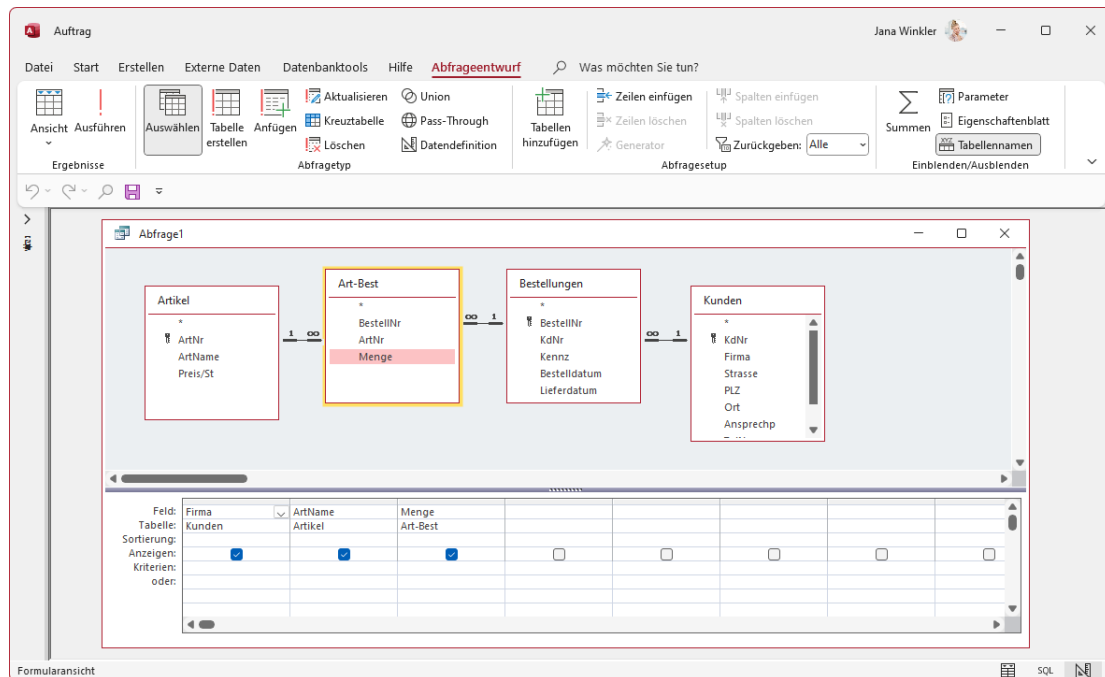 Auftrag
Jana Winkler
Datei Start Erstellen Externe Daten Datenbanktools Hilfe Abfrageentwurf Was möchten Sie tun?
Ansicht
Ausführen
Ergebnisse
Auswählen
Tabelle erstellen
Anfügen
Aktualisieren
Kreuztabelle
Löschen
Union
Pass-Through
Datendefinition
Abfragetyp
Tabellen hinzufügen
Zeilen einfügen
Zeilen löschen
Generator
Spalten einfügen
Spalten löschen
Zurückgeben: Alle
Abfragesetup
Summen
Parameter
Eigenschaftenblatt
XYZ Tabellennamen
Einblenden/Ausblenden
Abfrage1
Artikel
*
ArtNr
ArtName
Preis/St
1 ∞
Art-Best
*
BestellNr
ArtNr
Menge
∞ 1
Bestellungen
*
BestellNr
KdNr
Kennz
Bestelldatum
Lieferdatum
∞ 1
Kunden
*
KdNr
Firma
Strasse
PLZ
Ort
Ansprechp
Feld: Firma ArtName Menge
Tabelle: Kunden Artikel Art-Best
Sortierung:
Anzeigen:
Kriterien:
oder:
Formularansicht
SQL